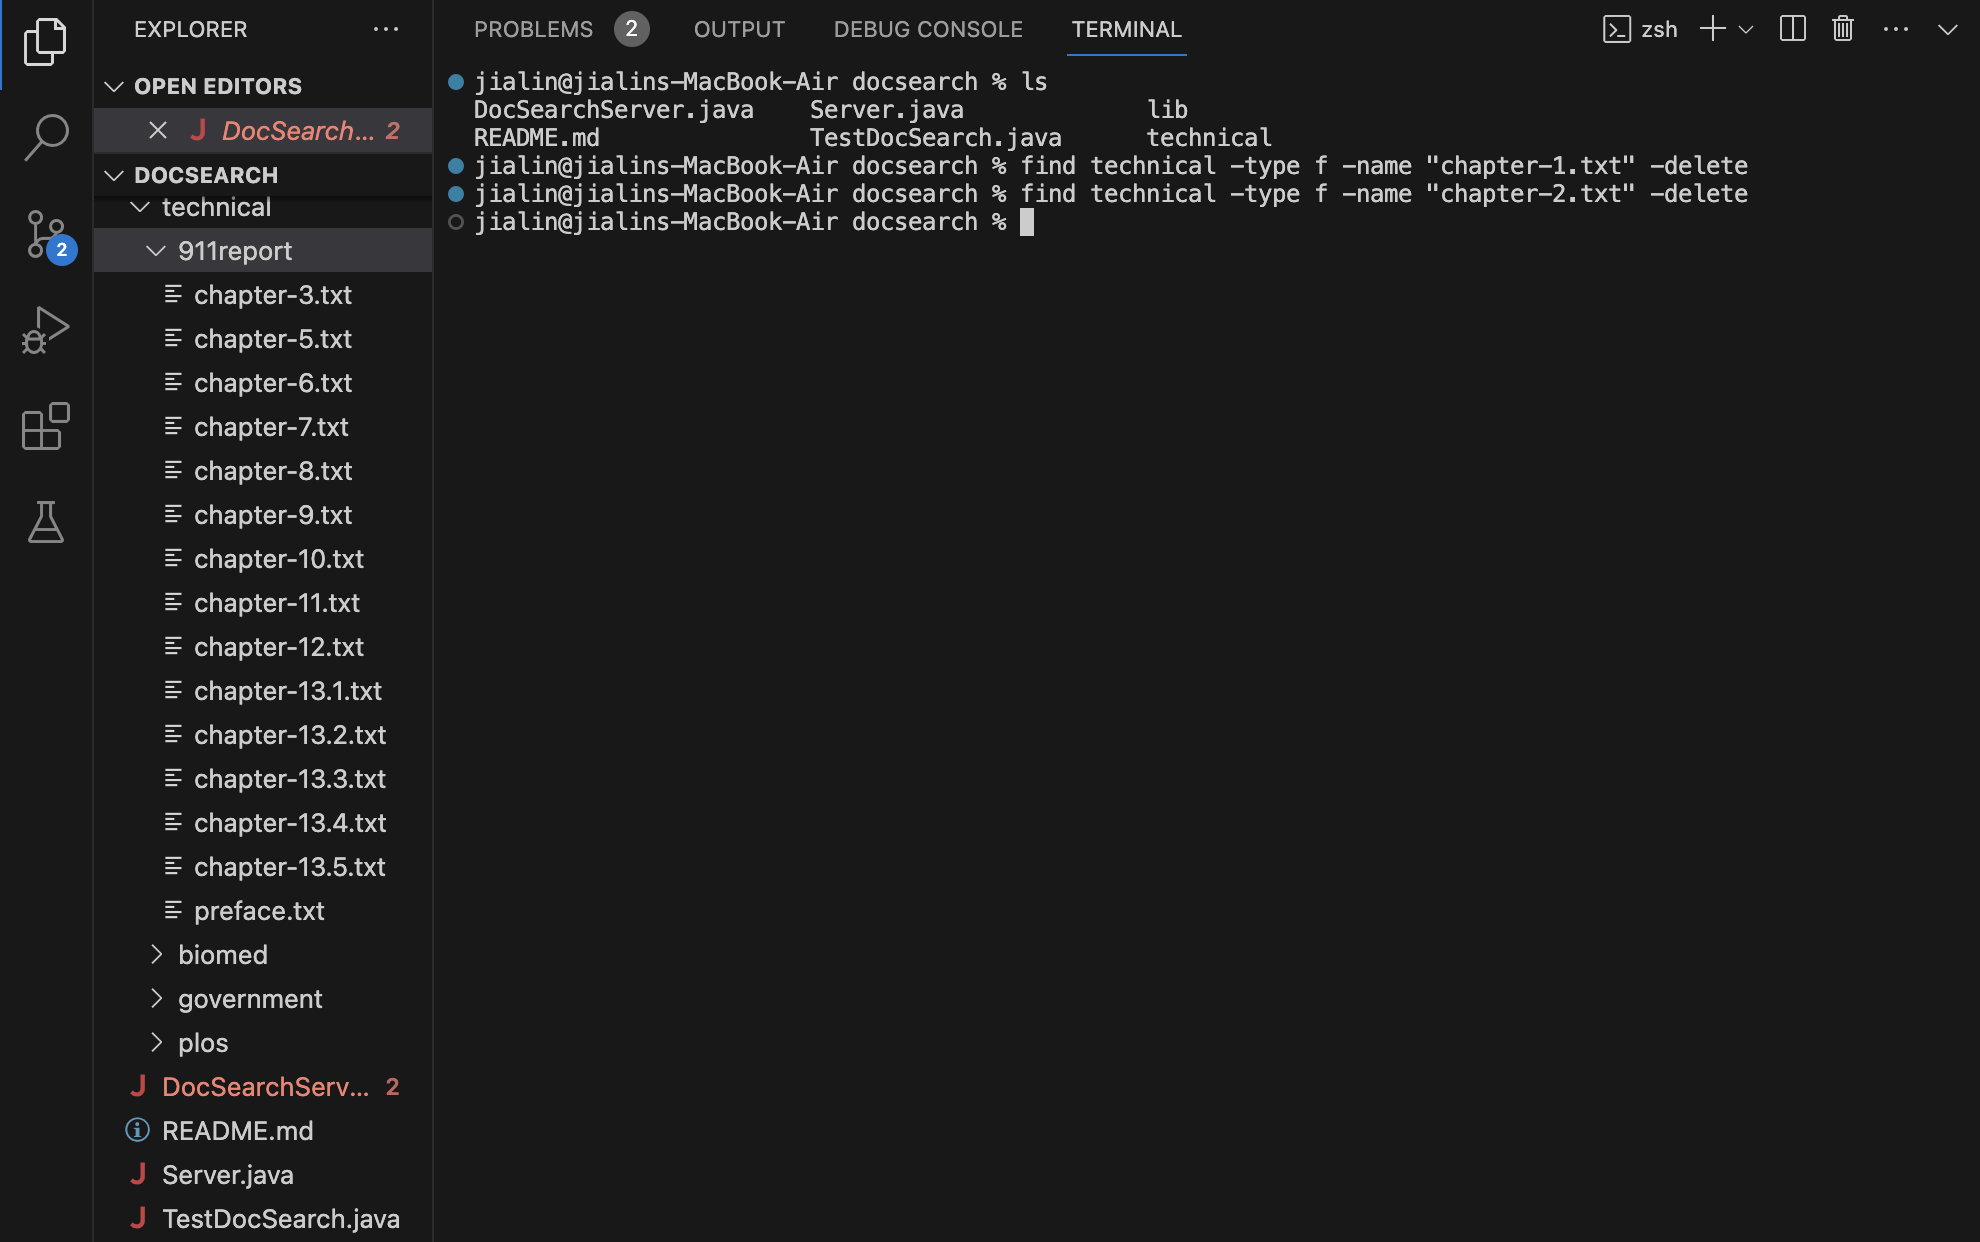 EXPLORER
OPEN EDITORS
DocSearch... 2
DOCSEARCH
technical
911report
chapter-3.txt
chapter-5.txt
chapter-6.txt
chapter-7.txt
chapter-8.txt
chapter-9.txt
chapter-10.txt
chapter-11.txt
chapter-12.txt
chapter-13.1.txt
chapter-13.2.txt
chapter-13.3.txt
chapter-13.4.txt
chapter-13.5.txt
preface.txt
biomed
government
plos
DocSearchServ... 2
README.md
Server.java
TestDocSearch.java
2
PROBLEMS 2 OUTPUT DEBUG CONSOLE TERMINAL zsh
jialin@jialins-MacBook-Air docsearch % ls
DocSearchServer.java Server.java lib
README.md TestDocSearch.java technical
jialin@jialins-MacBook-Air docsearch % find technical -type f -name "chapter-1.txt" -delete
jialin@jialins-MacBook-Air docsearch % find technical -type f -name "chapter-2.txt" -delete
jialin@jialins-MacBook-Air docsearch %